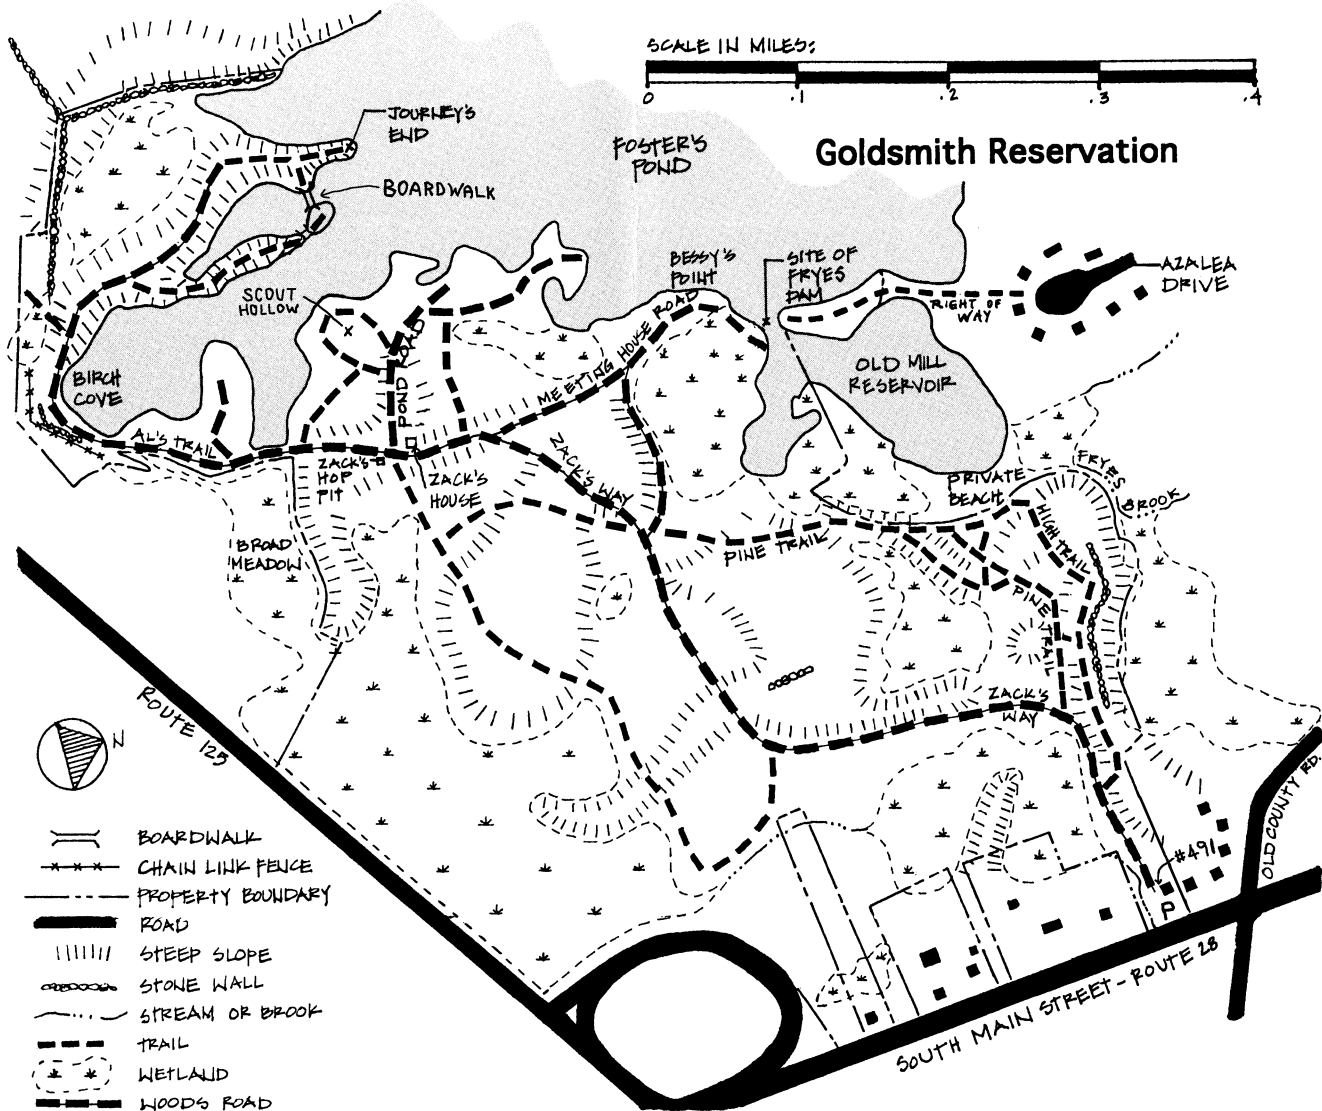 SCALE IN MILES:
0 .1 .2 .3 .4
Goldsmith Reservation
JOURNEY'S
END
FOSTER'S
POND
BOARDWALK
BESSY'S
POINT
SITE OF
FRYES
DAM
AZALEA
DRIVE
RIGHT OF
WAY
SCOUT
HOLLOW
POND ROAD
MEETING HOUSE ROAD
OLD MILL
RESERVOIR
BIRCH
COVE
AL'S TRAIL
ZACK'S
HOP
PIT
ZACK'S
HOUSE
ZACK'S WAY
PRIVATE
BEACH
FRYES
BROOK
HIGH TRAIL
PINE TRAIL
BROAD
MEADOW
PINE
TRAIL
ZACK'S
WAY
ROUTE 125
N
#491
P
OLD COUNTY RD.
SOUTH MAIN STREET - ROUTE 28
BOARDWALK
CHAIN LINK FENCE
PROPERTY BOUNDARY
ROAD
STEEP SLOPE
STONE WALL
STREAM OR BROOK
TRAIL
WETLAND
WOODS ROAD